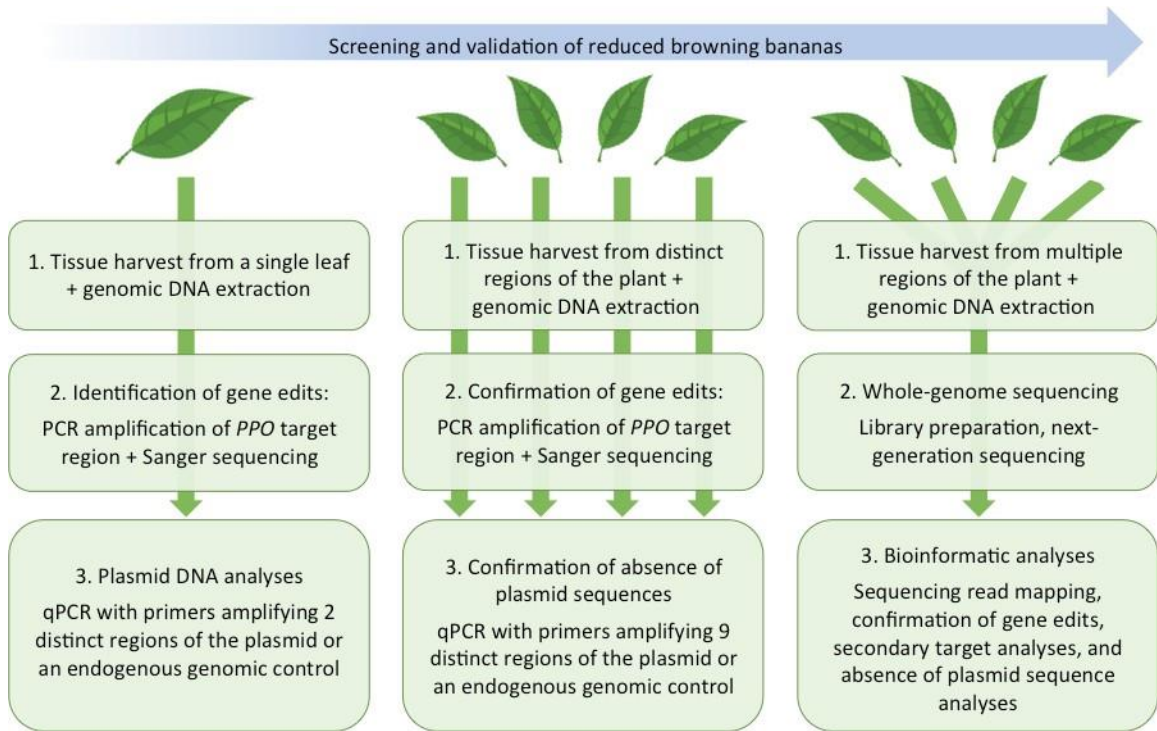 Screening and validation of reduced browning bananas
1. Tissue harvest from a single leaf
+ genomic DNA extraction
2. Identification of gene edits:
PCR amplification of PPO target
region + Sanger sequencing
3. Plasmid DNA analyses
qPCR with primers amplifying 2
distinct regions of the plasmid or
an endogenous genomic control
1. Tissue harvest from distinct
regions of the plant +
genomic DNA extraction
2. Confirmation of gene edits:
PCR amplification of PPO target
region + Sanger sequencing
3. Confirmation of absence of
plasmid sequences
qPCR with primers amplifying 9
distinct regions of the plasmid or
an endogenous genomic control
1. Tissue harvest from multiple
regions of the plant +
genomic DNA extraction
2. Whole-genome sequencing
Library preparation, next-
generation sequencing
3. Bioinformatic analyses
Sequencing read mapping,
confirmation of gene edits,
secondary target analyses, and
absence of plasmid sequence
analyses